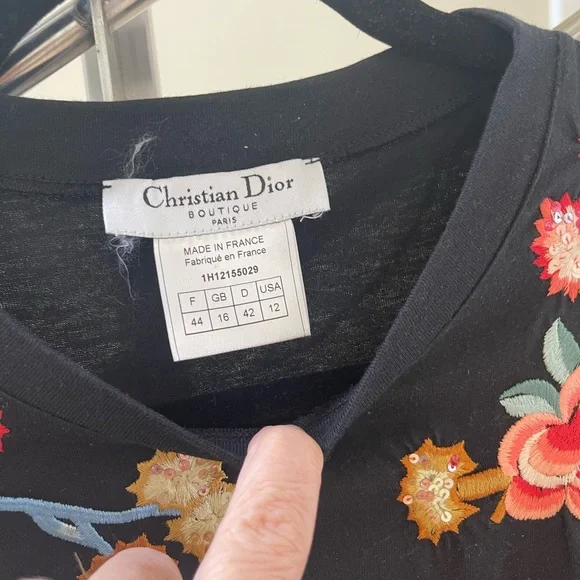 Christian Dior
BOUTIQUE
PARIS
MADE IN FRANCE
Fabriqué en France
1H12155029
F GB D USA
44 16 42 12